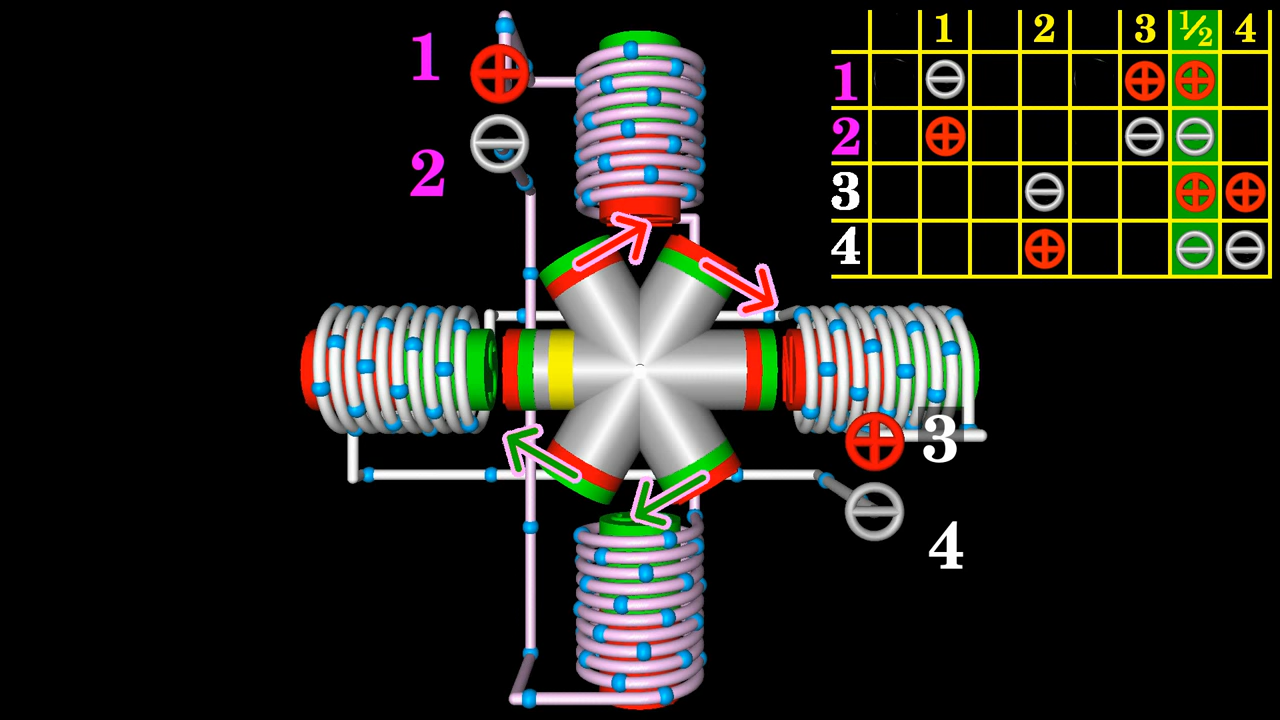 1
2
1 2 3 ½ 4
1 ⊖ ⊕ ⊕
2 ⊕ ⊖ ⊖
3 ⊖ ⊕ ⊕
4 ⊕ ⊖ ⊖
3
4